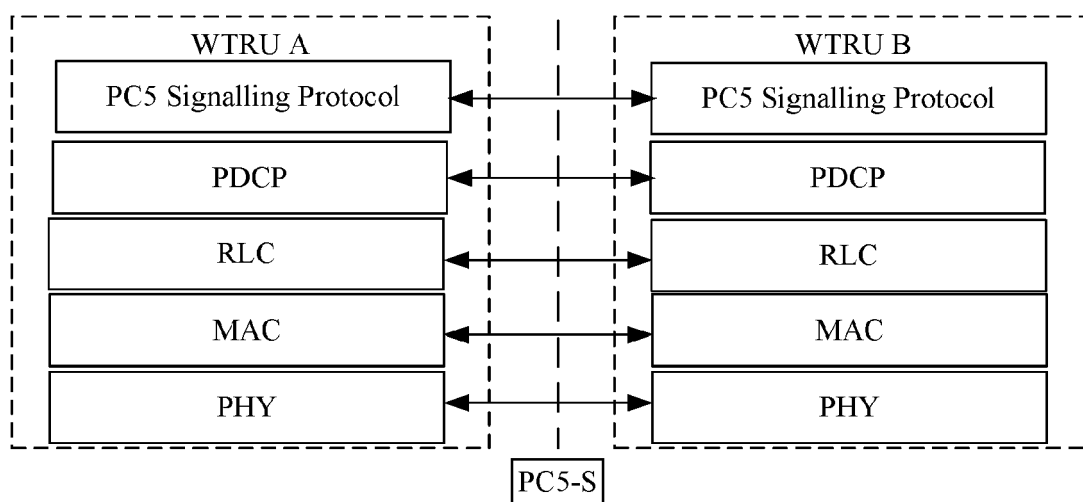 WTRU A
WTRU B
PC5 Signalling Protocol
PC5 Signalling Protocol
PDCP
PDCP
RLC
RLC
MAC
MAC
PHY
PHY
PC5-S